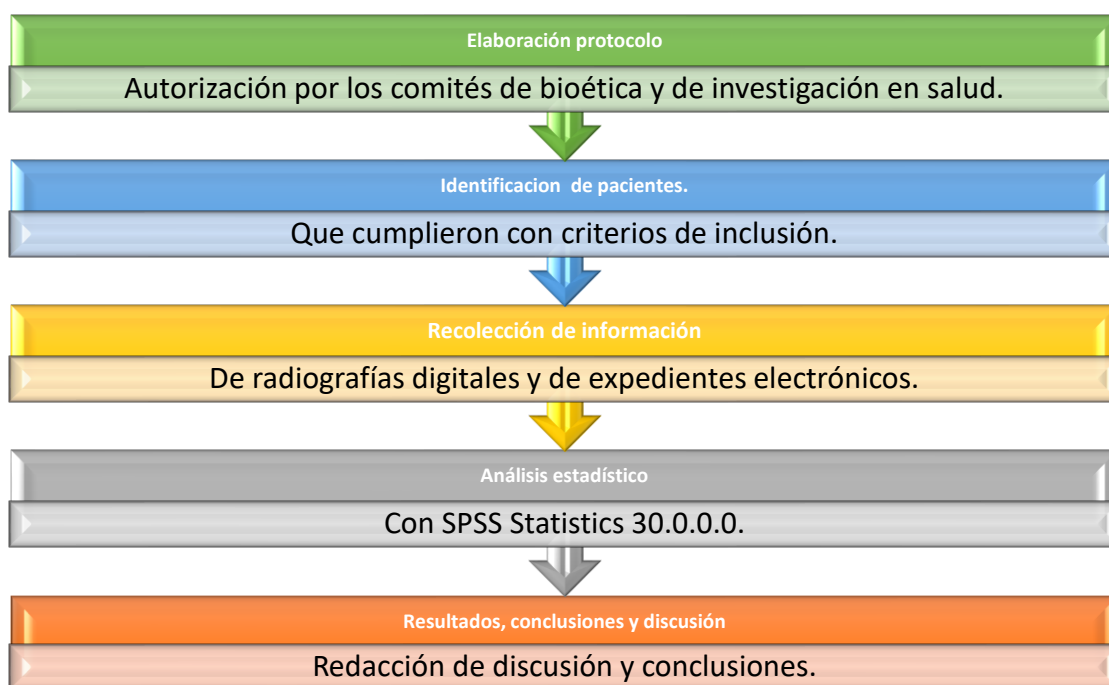 Elaboración protocolo
Autorización por los comités de bioética y de investigación en salud.
Identificacion de pacientes.
Que cumplieron con criterios de inclusión.
Recolección de información
De radiografías digitales y de expedientes electrónicos.
Análisis estadístico
Con SPSS Statistics 30.0.0.0.
Resultados, conclusiones y discusión
Redacción de discusión y conclusiones.